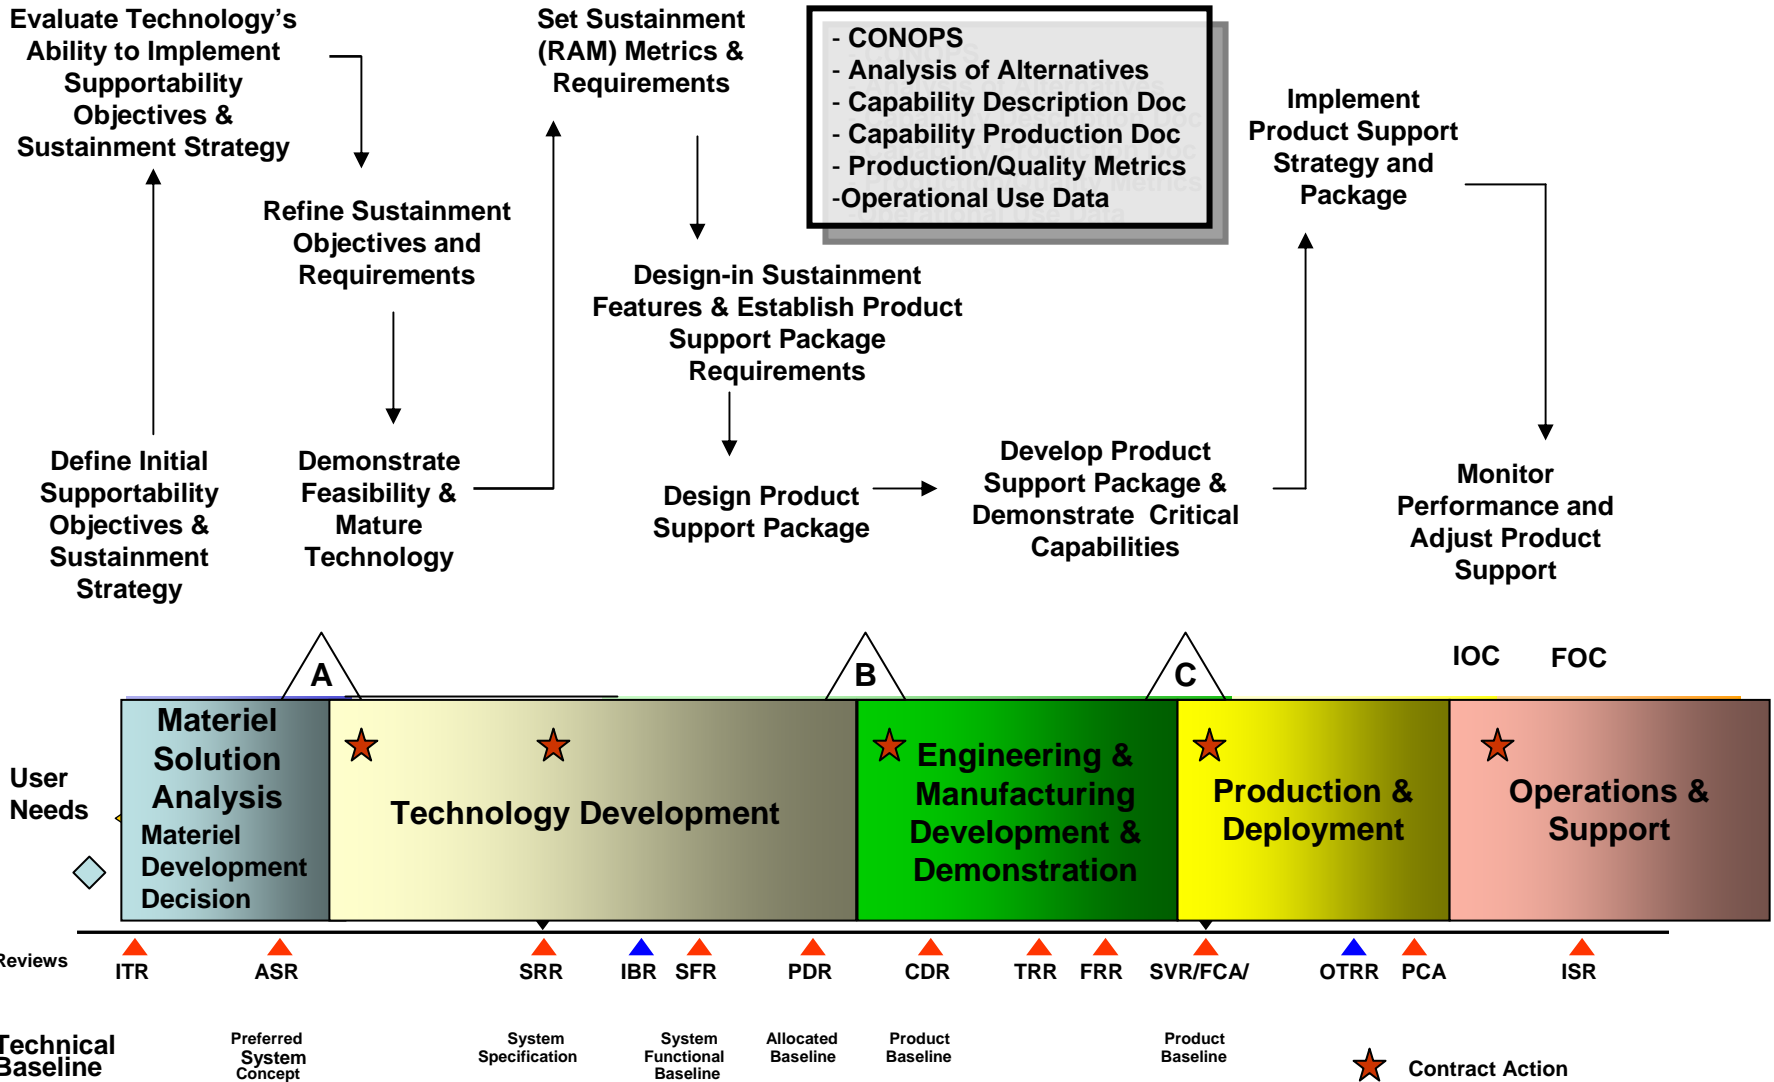 Evaluate Technology's
Ability to Implement
Supportability
Objectives &
Sustainment Strategy
Set Sustainment
(RAM) Metrics &
Requirements
- CONOPS
- Analysis of Alternatives
- Capability Description Doc
- Capability Production Doc
- Production/Quality Metrics
-Operational Use Data
Implement
Product Support
Strategy and
Package
Refine Sustainment
Objectives and
Requirements
Design-in Sustainment
Features & Establish Product
Support Package
Requirements
Define Initial
Supportability
Objectives &
Sustainment
Strategy
Demonstrate
Feasibility &
Mature
Technology
Design Product
Support Package
Develop Product
Support Package &
Demonstrate Critical
Capabilities
Monitor
Performance and
Adjust Product
Support
A
B
C
IOC
FOC
User
Needs
Materiel
Solution
Analysis
Materiel
Development
Decision
Technology Development
Engineering &
Manufacturing
Development &
Demonstration
Production &
Deployment
Operations &
Support
Reviews
ITR
ASR
SRR
IBR
SFR
PDR
CDR
TRR
FRR
SVR/FCA/
OTRR
PCA
ISR
Technical
Baseline
Preferred
System
Concept
System
Specification
System
Functional
Baseline
Allocated
Baseline
Product
Baseline
Product
Baseline
Contract Action